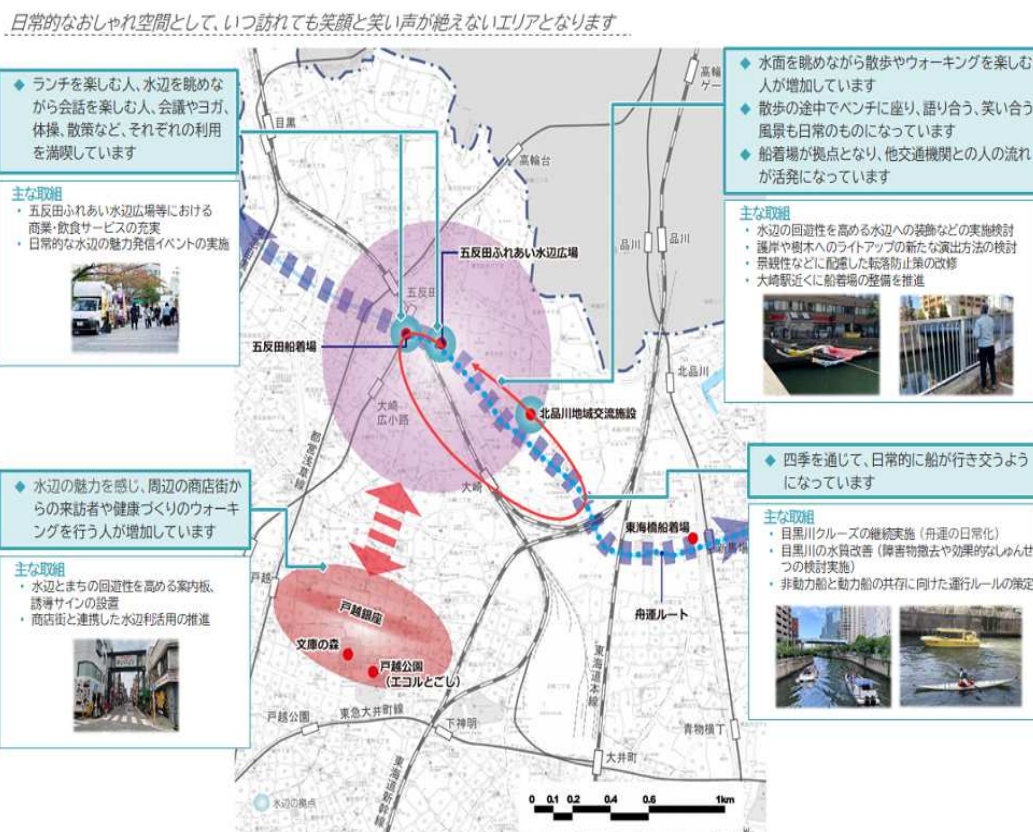 日常的なおしゃれ空間として、いつ訪れても笑顔と笑い声が絶えないエリアとなります
◆ ランチを楽しむ人、水辺を眺めな
がら会話を楽しむ人、会議やヨガ、
体操、散策など、それぞれの利用
を満喫しています
主な取組
・ 五反田ふれあい水辺広場等における
商業・飲食サービスの充実
・ 日常的な水辺の魅力発信イベントの実施
◆ 水面を眺めながら散歩やウォーキングを楽しむ
人が増加しています
◆ 散歩の途中でベンチに座り、語り合う、笑い合う
風景も日常のものになっています
◆ 船着場が拠点となり、他交通機関との人の流れ
が活発になっています
主な取組
・ 水辺の回遊性を高める水辺への装飾などの実施検討
・ 護岸や樹木へのライトアップの新たな演出方法の検討
・ 景観性などに配慮した転落防止策の改修
・ 大崎駅近くに船着場の整備を推進
◆ 水辺の魅力を感じ、周辺の商店街か
らの来訪者や健康づくりのウォーキ
ングを行う人が増加しています
主な取組
・ 水辺とまちの回遊性を高める案内板、
誘導サインの設置
・ 商店街と連携した水辺利活用の推進
◆ 四季を通じて、日常的に船が行き交うよう
になっています
主な取組
・ 目黒川クルーズの継続実施（舟運の日常化）
・ 目黒川の水質改善（障害物撤去や効果的なしゅんせ
つの検討実施）
・ 非動力船と動力船の共存に向けた運行ルールの策定
目黒
高輪台
高輪
ゲー
品川
品川
五反田ふれあい水辺広場
五反田
五反田船着場
北品川
大崎
広小路
北品川地域交流施設
都営浅草線
大崎
東海橋船着場
新馬場
戸越
舟運ルート
戸越銀座
文庫の森
戸越公園
（エコルとごし）
東海道本線
戸越公園
東急大井町線
下神明
青物横丁
大井町
東海道新幹線
水辺の拠点
0 0.1 0.2 0.4 0.6 1km